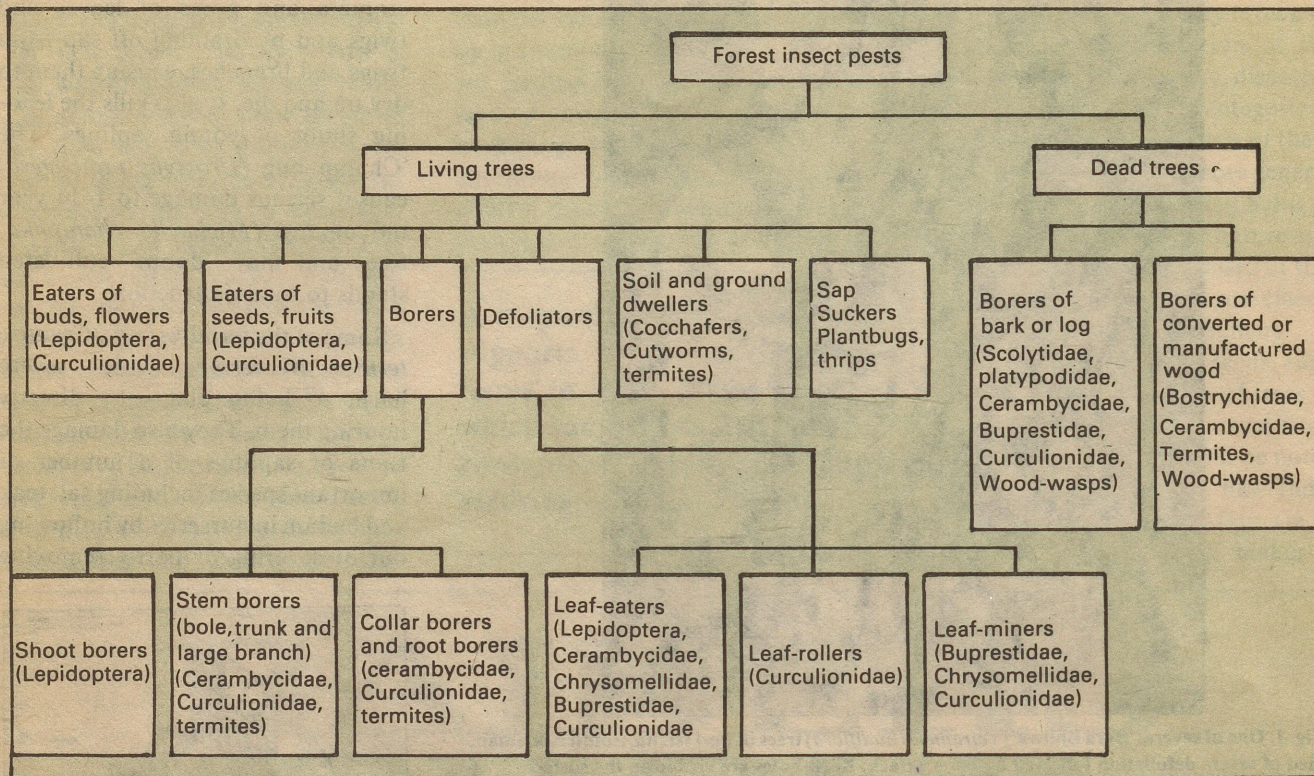 Forest insect pests
Living trees
Dead trees
Eaters of
buds, flowers
(Lepidoptera,
Curculionidae)
Eaters of
seeds, fruits
(Lepidoptera,
Curculionidae)
Borers
Defoliators
Soil and ground
dwellers
(Cocchafers,
Cutworms,
termites)
Sap
Suckers
Plantbugs,
thrips
Borers of
bark or log
(Scolytidae,
platypodidae,
Cerambycidae,
Buprestidae,
Curculionidae,
Wood-wasps)
Borers of
converted or
manufactured
wood
(Bostrychidae,
Cerambycidae,
Termites,
Wood-wasps)
Shoot borers
(Lepidoptera)
Stem borers
(bole, trunk and
large branch)
(Cerambycidae,
Curculionidae,
termites)
Collar borers
and root borers
(cerambycidae,
Curculionidae,
termites)
Leaf-eaters
(Lepidoptera,
Cerambycidae,
Chrysomellidae,
Buprestidae,
Curculionidae
Leaf-rollers
(Curculionidae)
Leaf-miners
(Buprestidae,
Chrysomellidae,
Curculionidae)